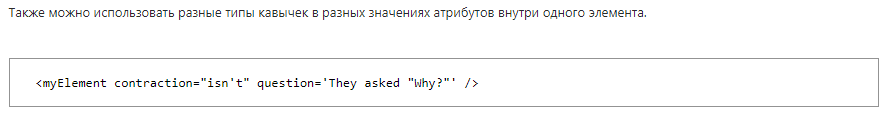 Также можно использовать разные типы кавычек в разных значениях атрибутов внутри одного элемента.
<myElement contraction="isn't" question='They asked "Why?"' />